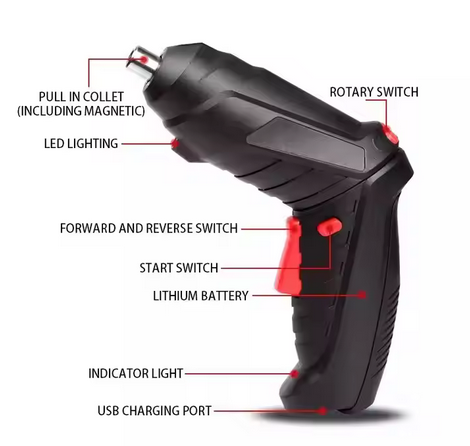 PULL IN COLLET
(INCLUDING MAGNETIC)
ROTARY SWITCH
LED LIGHTING
FORWARD AND REVERSE SWITCH
START SWITCH
LITHIUM BATTERY
INDICATOR LIGHT
USB CHARGING PORT